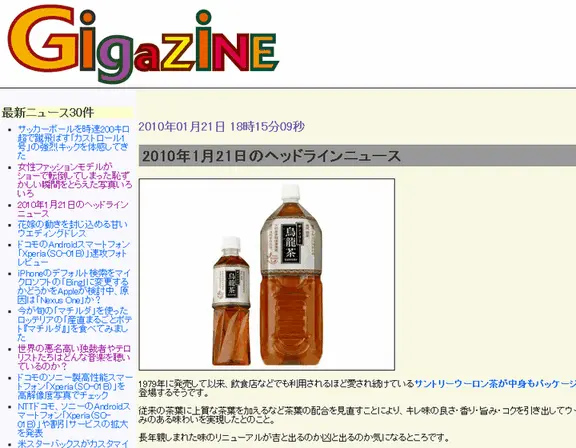 GIGAZINE
最新ニュース30件
サッカーボールを時速200キロ
超で蹴飛ばす「カストロール1
号」の強烈キックを体感してき
た
女性ファッションモデルが
ショーで転倒してしまった恥ず
かしい瞬間をとらえた写真いろ
いろ
2010年1月21日のヘッドライン
ニュース
花嫁の動きを封じ込める甘い
ウエディングドレス
ドコモのAndroidスマートフォン
「Xperia(SO-01B)」速攻フォト
レビュー
iPhoneのデフォルト検索をマイ
クロソフトの「Bing」に変更する
かどうかをAppleが検討中、原
因は「Nexus One」か？
今が旬の「マチルダ」を使った
ロッテリアの「産直まるごとポテ
ト『マチルダ』」を食べてみまし
た
世界の悪名高い独裁者やテロ
リストたちはどんな音楽を聴い
ているのか？
ドコモのソニー製高性能スマー
トフォン「Xperia(SO-01B)」を
高解像度写真でチェック
NTTドコモ、ソニーのAndroidス
マートフォン「Xperia(SO-
01B)」や割引サービスの拡大
を発表
米スターバックスがカスタマイ
2010年01月21日 18時15分09秒
2010年1月21日のヘッドラインニュース
烏龍茶
烏龍茶
1979年に発売して以来、飲食店などでも利用されるほど愛され続けているサントリーウーロン茶が中身もパッケージ
登場するそうです。
従来の茶葉に上質な茶葉を加えるなど茶葉の配合を見直すことにより、キレ味の良さ・香り・旨み・コクを引き出してウー
みのある味わいを実現したとのこと。
長年親しまれた味のリニューアルが吉と出るのか凶と出るのか気になるところです。